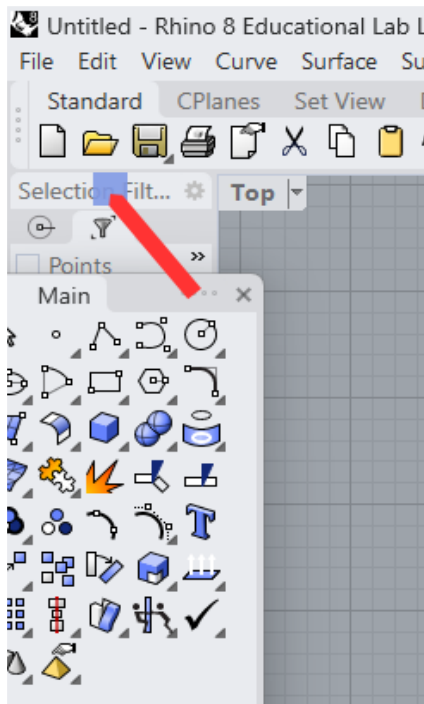 Untitled - Rhino 8 Educational Lab L
File Edit View Curve Surface Su
Standard CPlanes Set View
Selection Filt... Top
Points »
Main
T